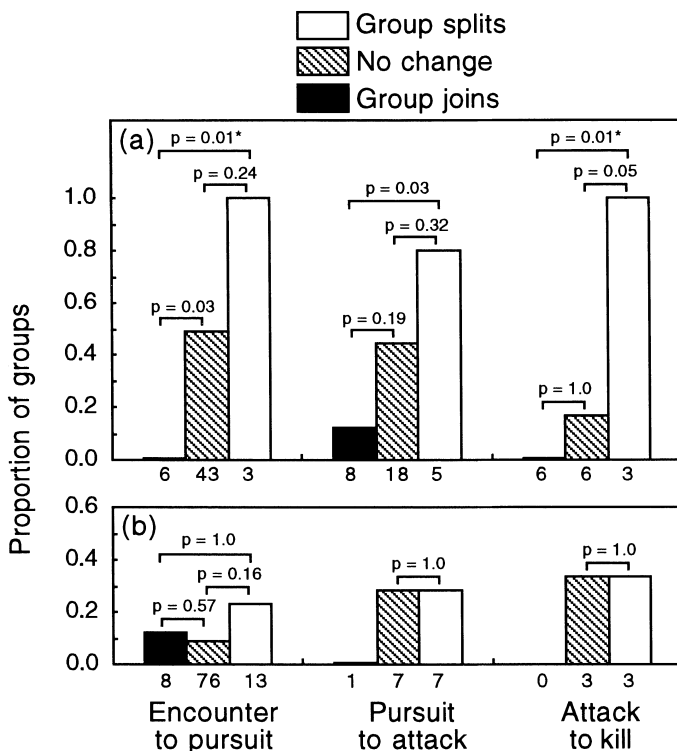 Group splits
No change
Group joins
(a)
p = 0.01*
p = 0.24
p = 0.03
p = 0.03
p = 0.32
p = 0.19
p = 0.01*
p = 0.05
p = 1.0
1.0
0.8
0.6
0.4
0.2
0.0
6 43 3 8 18 5 6 6 3
Proportion of groups
(b)
p = 1.0
p = 0.16
p = 0.57
p = 1.0
p = 1.0
0.6
0.4
0.2
0.0
8 76 13 1 7 7 0 3 3
Encounter Pursuit Attack
to pursuit to attack to kill